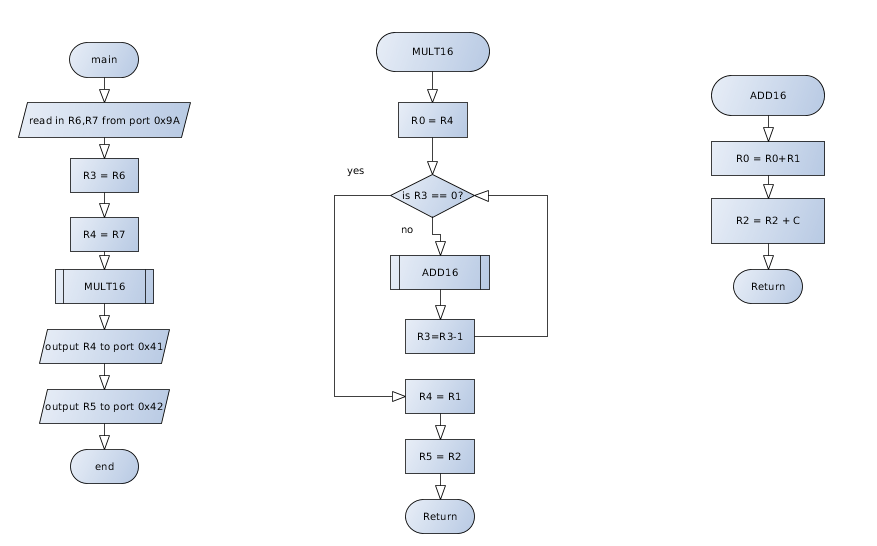 main
read in R6,R7 from port 0x9A
R3 = R6
R4 = R7
MULT16
output R4 to port 0x41
output R5 to port 0x42
end
MULT16
R0 = R4
yes
is R3 == 0?
no
ADD16
R3=R3-1
R4 = R1
R5 = R2
Return
ADD16
R0 = R0+R1
R2 = R2 + C
Return